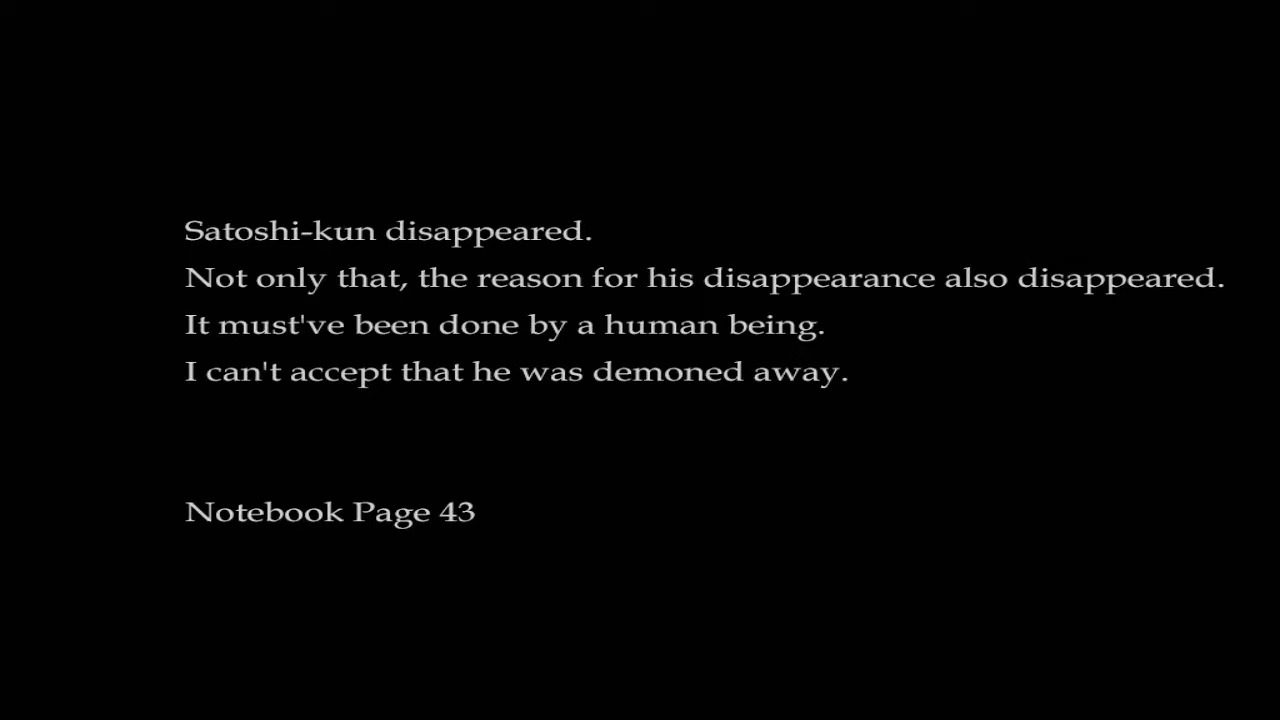 Satoshi-kun disappeared.
Not only that, the reason for his disappearance also disappeared.
It must've been done by a human being.
I can't accept that he was demoned away.
Notebook Page 43